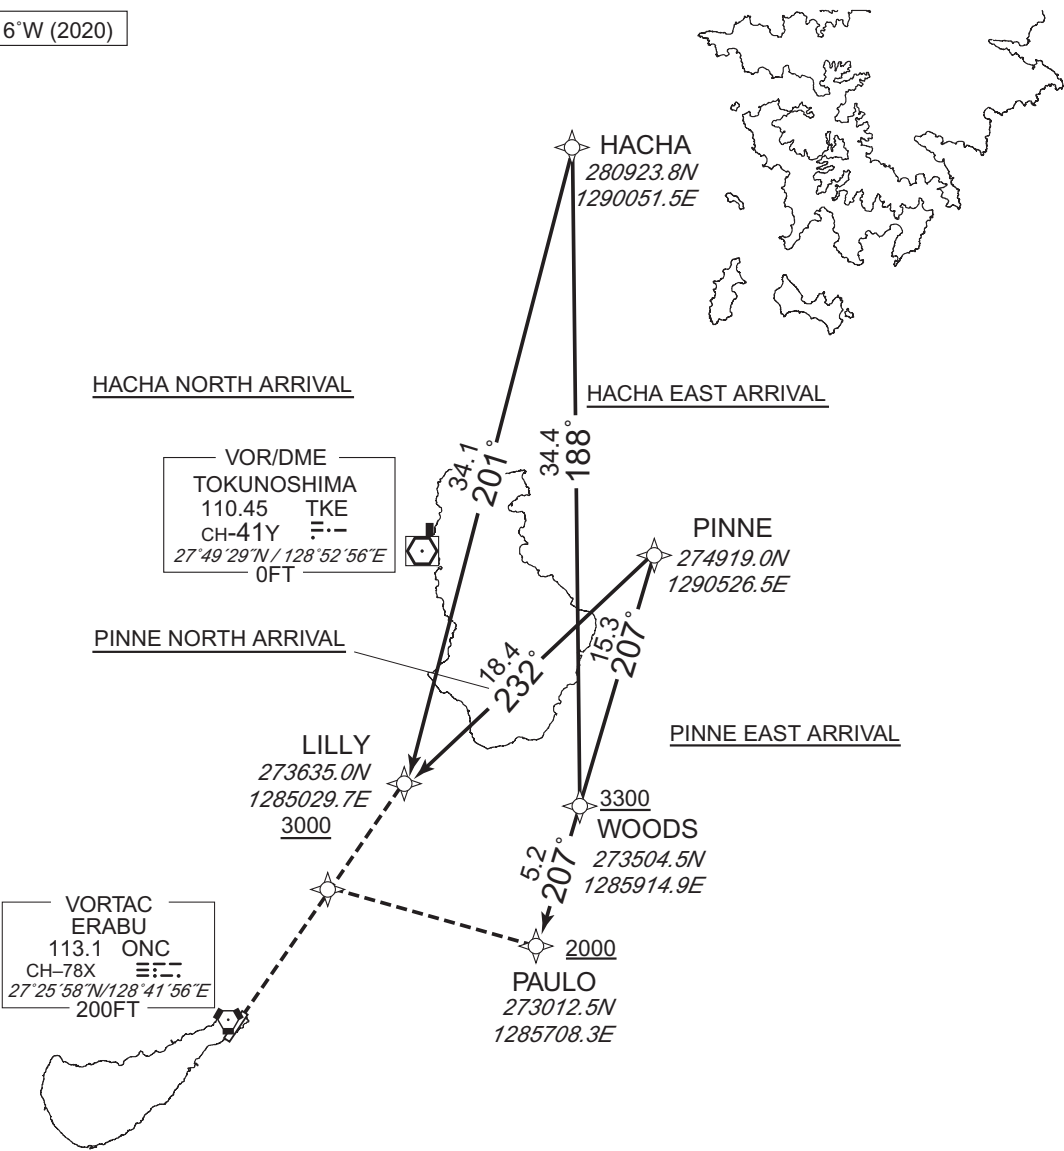 6°W (2020)
HACHA
280923.8N
1290051.5E
HACHA NORTH ARRIVAL
HACHA EAST ARRIVAL
34.1
201°
34.4
188°
VOR/DME
TOKUNOSHIMA
110.45 TKE
CH-41Y
27°49´29˝N / 128°52´56˝E
0FT
PINNE
274919.0N
1290526.5E
PINNE NORTH ARRIVAL
18.4
232°
15.3
207°
PINNE EAST ARRIVAL
LILLY
273635.0N
1285029.7E
3000
3300
WOODS
273504.5N
1285914.9E
5.2
207°
VORTAC
ERABU
113.1 ONC
CH–78X
27°25´58˝N/128°41´56˝E
200FT
2000
PAULO
273012.5N
1285708.3E